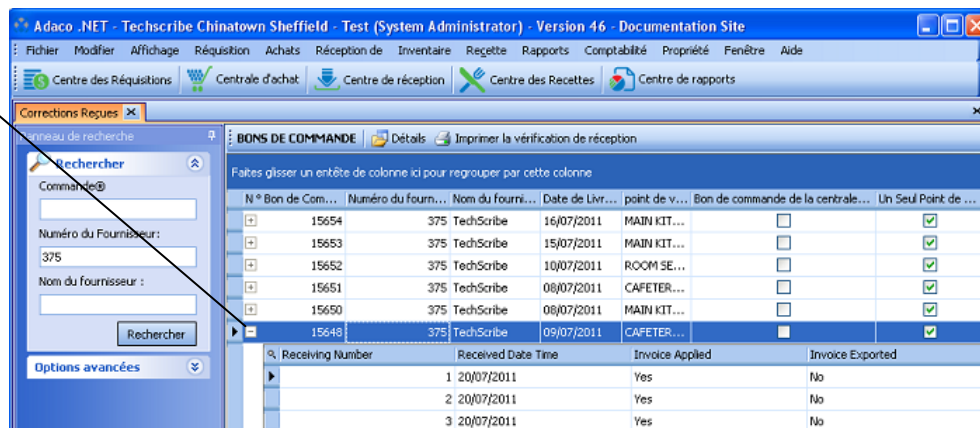 Adaco .NET - Techscribe Chinatown Sheffield - Test (System Administrator) - Version 46 - Documentation Site
Fichier Modifier Affichage Réquisition Achats Réception de Inventaire Reçette Rapports Comptabilité Propriété Fenêtre Aide
Centre des Réquisitions Centrale d'achat Centre de réception Centre des Recettes Centre de rapports
Corrections Reçues
Panneau de recherche
BONS DE COMMANDE Détails Imprimer la vérification de réception
Rechercher
Faites glisser un entête de colonne ici pour regrouper par cette colonne
Commande®
N° Bon de Com... Numéro du fourn... Nom du fourni... Date de Livr... point de v... Bon de commande de la centrale... Un Seul Point de ...
15654 375 TechScribe 16/07/2011 MAIN KIT...
Numéro du Fournisseur:
15653 375 TechScribe 15/07/2011 MAIN KIT...
375
15652 375 TechScribe 10/07/2011 ROOM SE...
Nom du fournisseur :
15651 375 TechScribe 08/07/2011 CAFETER...
15650 375 TechScribe 08/07/2011 MAIN KIT...
Rechercher
15648 375 TechScribe 09/07/2011 CAFETER...
Options avancées
Receiving Number Received Date Time Invoice Applied Invoice Exported
1 20/07/2011 Yes No
2 20/07/2011 Yes No
3 20/07/2011 Yes No